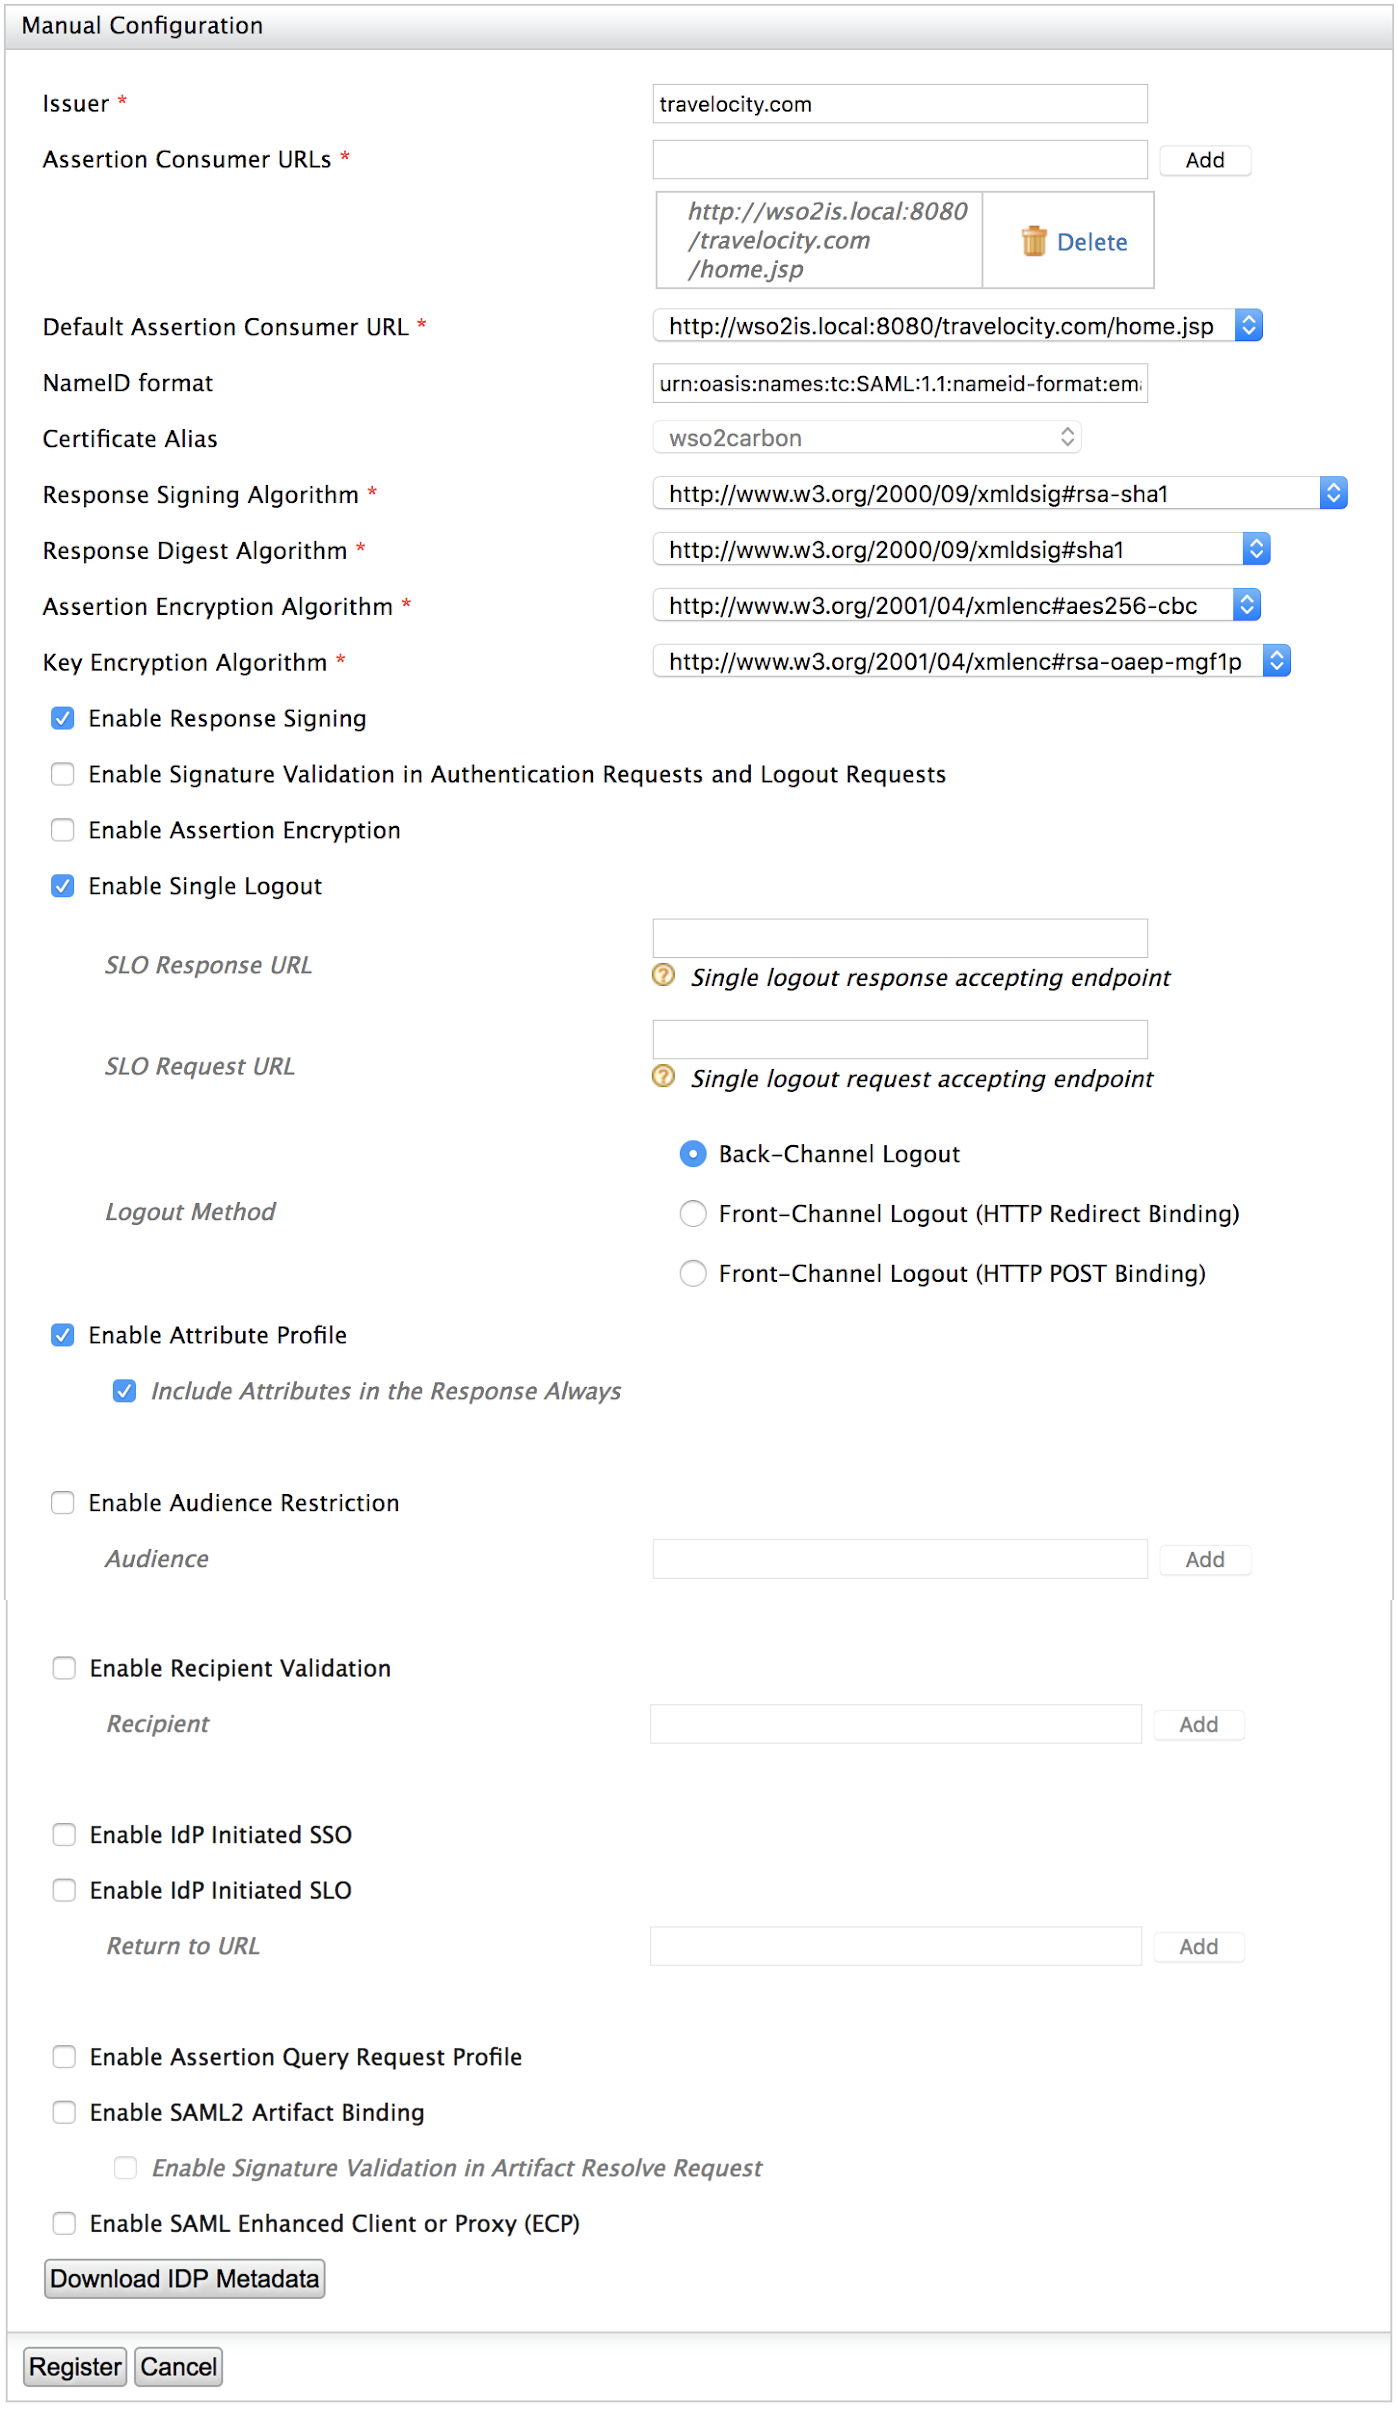 Manual Configuration
Issuer *
travelocity.com
Assertion Consumer URLs *
Add
http://wso2is.local:8080
/travelocity.com
/home.jsp
Delete
Default Assertion Consumer URL *
http://wso2is.local:8080/travelocity.com/home.jsp
NameID format
urn:oasis:names:tc:SAML:1.1:nameid-format:ema
Certificate Alias
wso2carbon
Response Signing Algorithm *
http://www.w3.org/2000/09/xmldsig#rsa-sha1
Response Digest Algorithm *
http://www.w3.org/2000/09/xmldsig#sha1
Assertion Encryption Algorithm *
http://www.w3.org/2001/04/xmlenc#aes256-cbc
Key Encryption Algorithm *
http://www.w3.org/2001/04/xmlenc#rsa-oaep-mgf1p
Enable Response Signing
Enable Signature Validation in Authentication Requests and Logout Requests
Enable Assertion Encryption
Enable Single Logout
SLO Response URL
? Single logout response accepting endpoint
SLO Request URL
? Single logout request accepting endpoint
Logout Method
Back-Channel Logout
Front-Channel Logout (HTTP Redirect Binding)
Front-Channel Logout (HTTP POST Binding)
Enable Attribute Profile
Include Attributes in the Response Always
Enable Audience Restriction
Audience
Add
Enable Recipient Validation
Recipient
Add
Enable IdP Initiated SSO
Enable IdP Initiated SLO
Return to URL
Add
Enable Assertion Query Request Profile
Enable SAML2 Artifact Binding
Enable Signature Validation in Artifact Resolve Request
Enable SAML Enhanced Client or Proxy (ECP)
Download IDP Metadata
Register Cancel